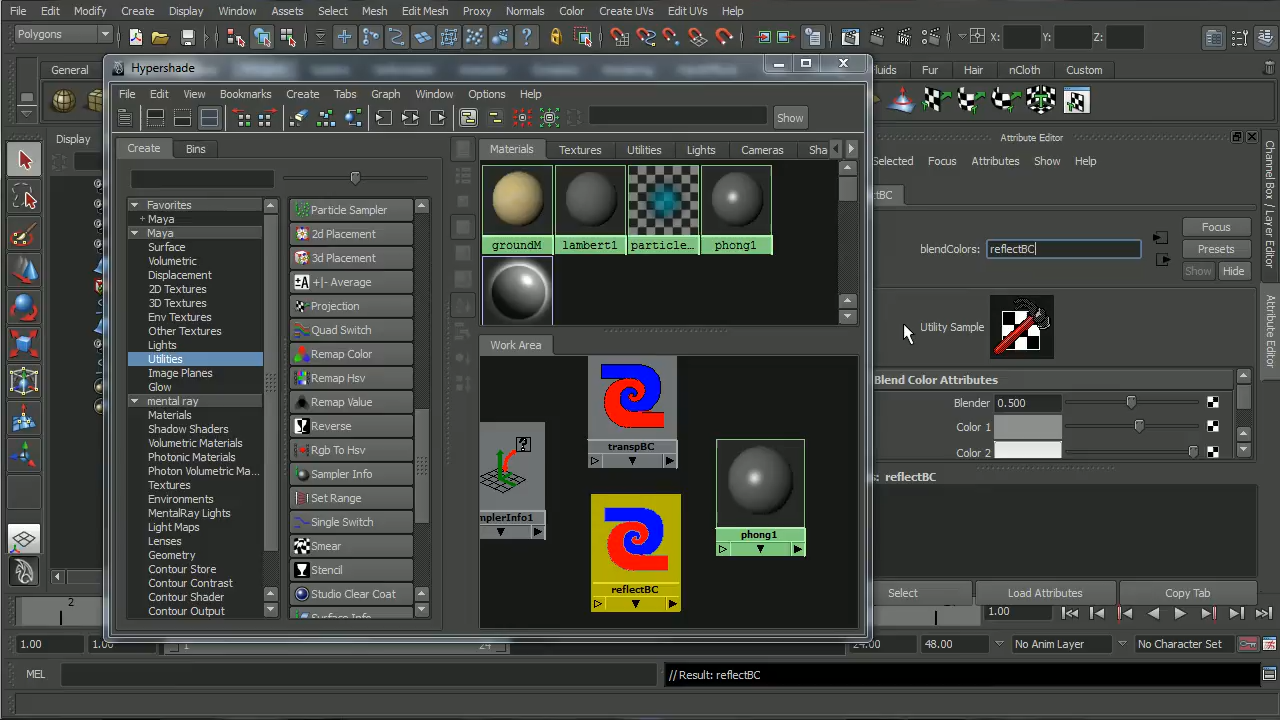 File Edit Modify Create Display Window Assets Select Mesh Edit Mesh Proxy Normals Color Create UVs Edit UVs Help
Polygons X: Y: Z:
General Fluids Fur Hair nCloth Custom
Hypershade
File Edit View Bookmarks Create Tabs Graph Window Options Help
Show
Display
Create Bins
Favorites
+ Maya
Maya
Surface
Volumetric
Displacement
2D Textures
3D Textures
Env Textures
Other Textures
Lights
Utilities
Image Planes
Glow
mental ray
Materials
Shadow Shaders
Volumetric Materials
Photonic Materials
Photon Volumetric Ma...
Textures
Environments
MentalRay Lights
Light Maps
Lenses
Geometry
Contour Store
Contour Contrast
Contour Shader
Contour Output
Particle Sampler
2d Placement
3d Placement
+|- Average
Projection
Quad Switch
Remap Color
Remap Hsv
Remap Value
Reverse
Rgb To Hsv
Sampler Info
Set Range
Single Switch
Smear
Stencil
Studio Clear Coat
Surface Info
Materials Textures Utilities Lights Cameras Sha
groundM lambert1 particle... phong1
Work Area
transpBC
mplerInfo1
phong1
reflectBC
Attribute Editor
Selected Focus Attributes Show Help
BC
blendColors: reflectBC
Focus
Presets
Show Hide
Utility Sample
Blend Color Attributes
Blender 0.500
Color 1
Color 2
s: reflectBC
Select Load Attributes Copy Tab
Channel Box / Layer Editor
Attribute Editor
2
1.00
1.00 1.00 1 24 24.00 48.00 No Anim Layer No Character Set
MEL // Result: reflectBC